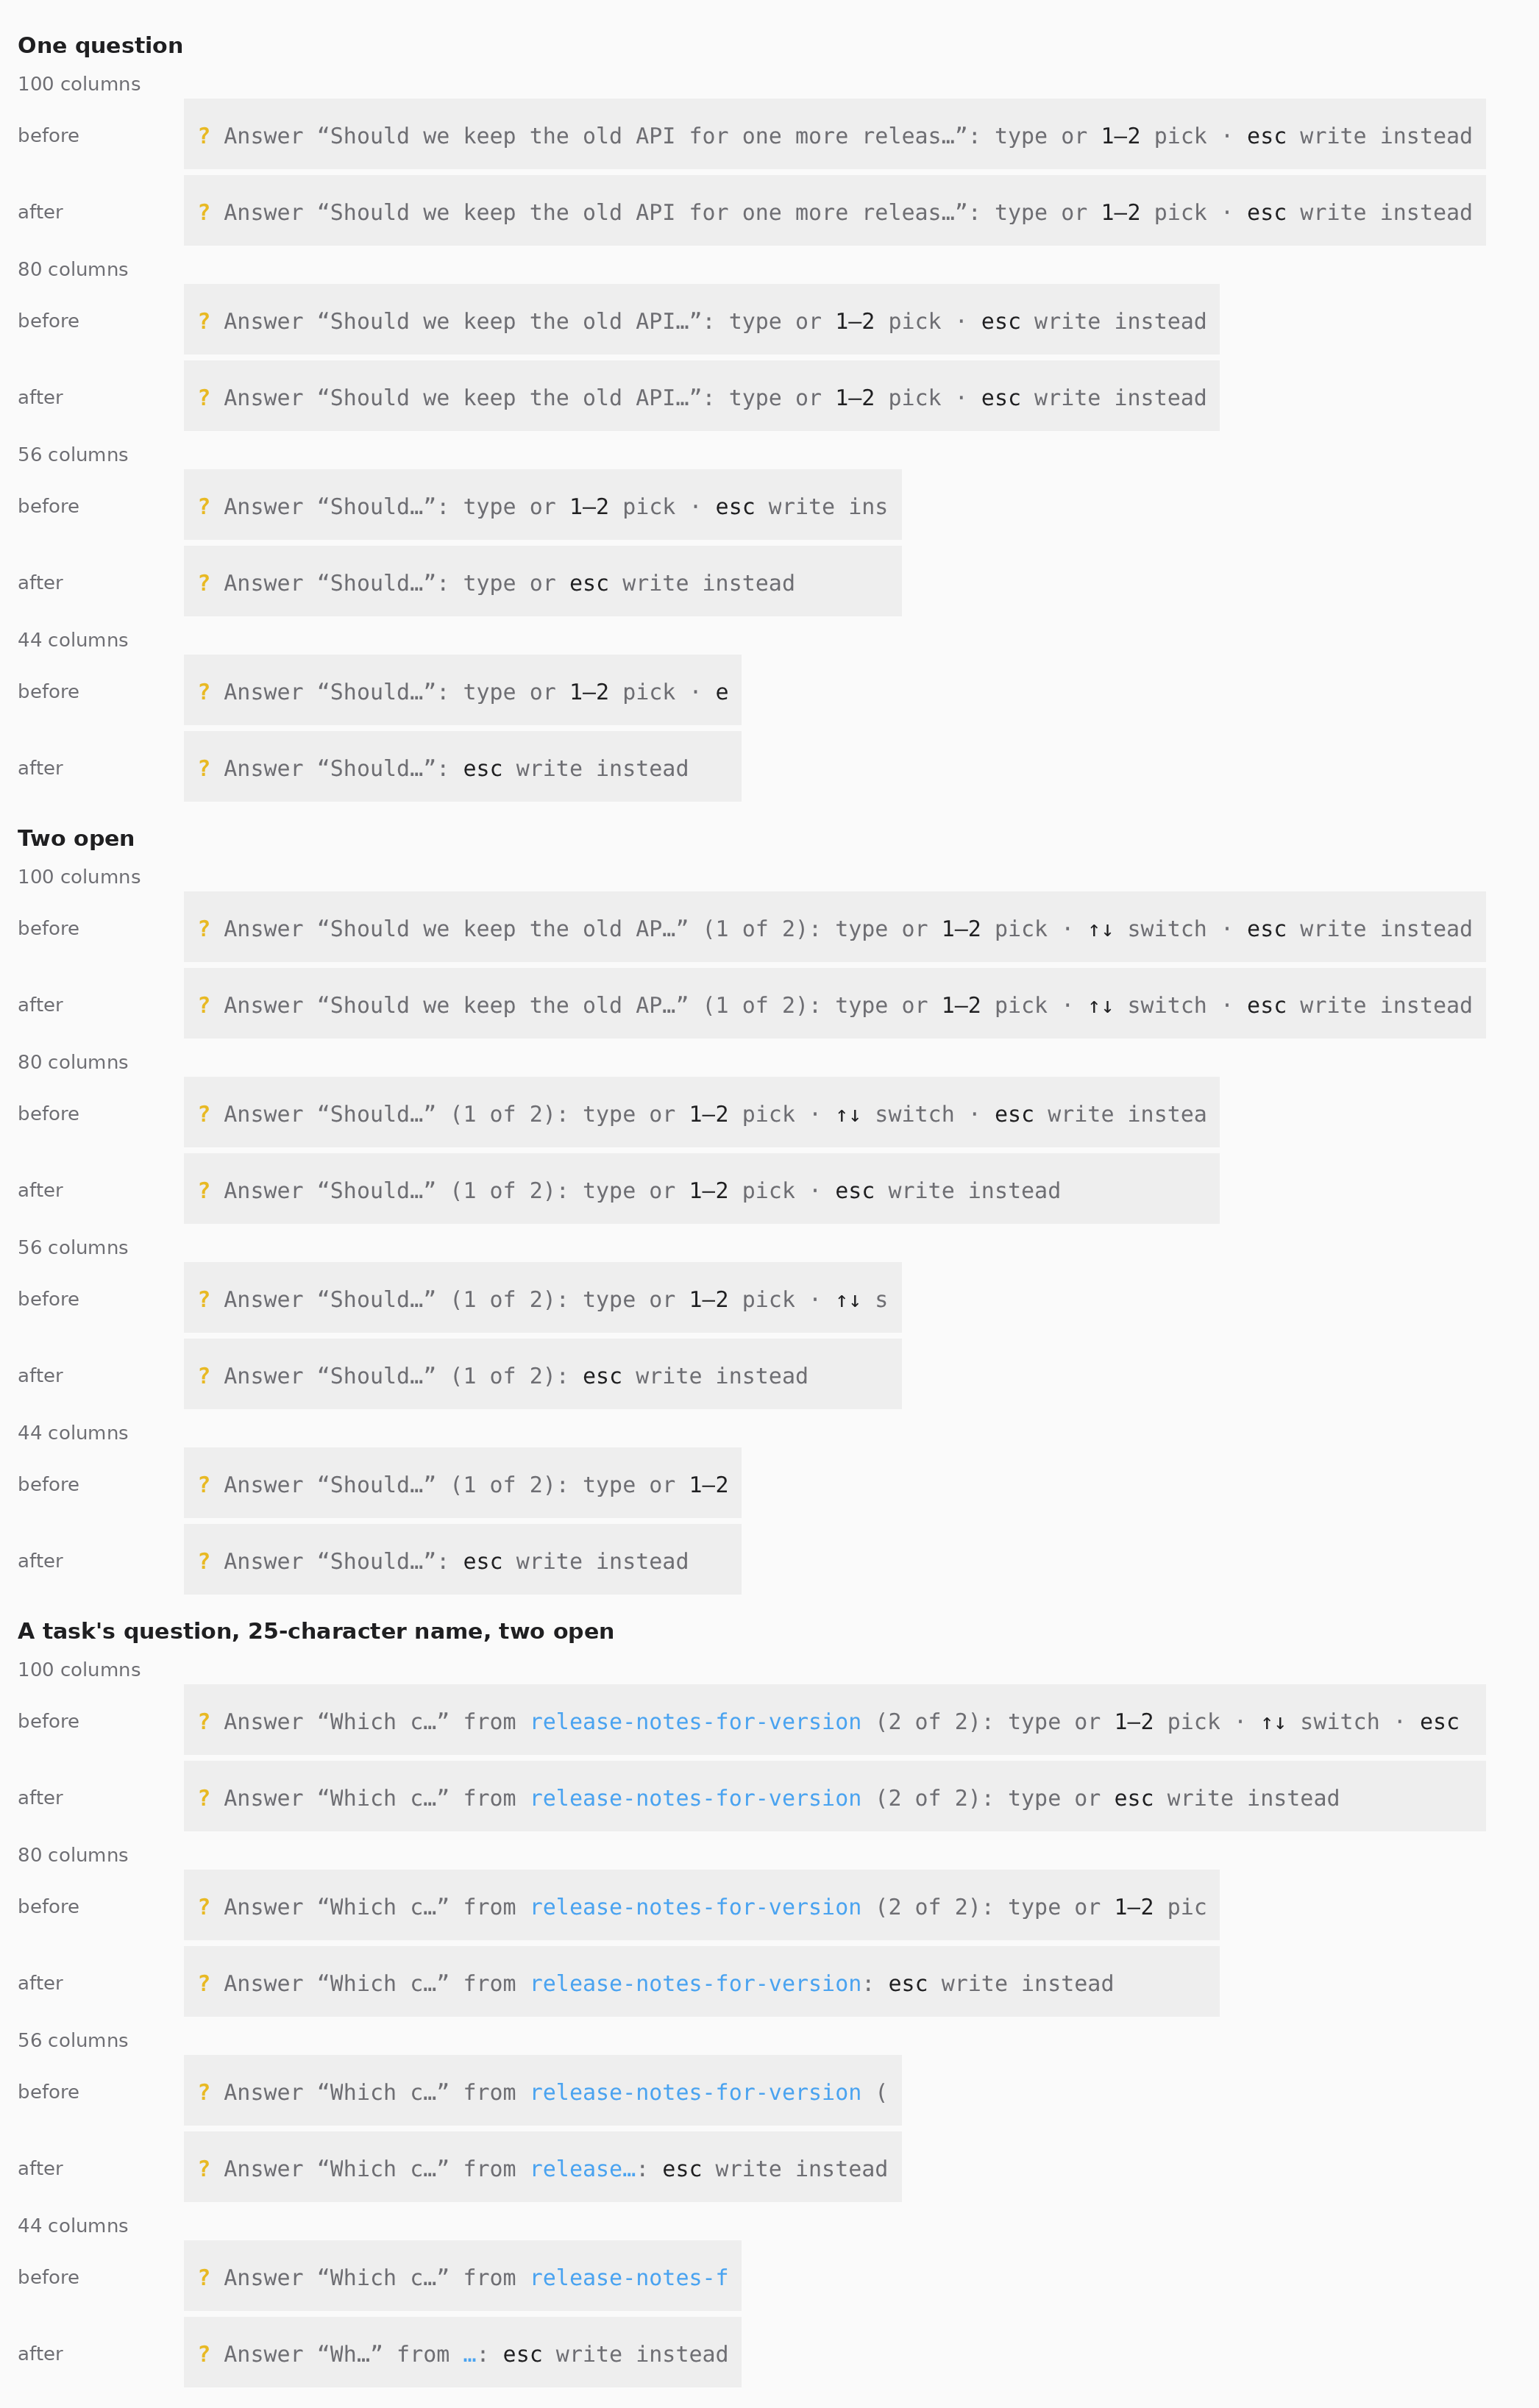 One question
100 columns
before ? Answer “Should we keep the old API for one more releas…”: type or 1–2 pick · esc write instead
after ? Answer “Should we keep the old API for one more releas…”: type or 1–2 pick · esc write instead
80 columns
before ? Answer “Should we keep the old API…”: type or 1–2 pick · esc write instead
after ? Answer “Should we keep the old API…”: type or 1–2 pick · esc write instead
56 columns
before ? Answer “Should…”: type or 1–2 pick · esc write ins
after ? Answer “Should…”: type or esc write instead
44 columns
before ? Answer “Should…”: type or 1–2 pick · e
after ? Answer “Should…”: esc write instead
Two open
100 columns
before ? Answer “Should we keep the old AP…” (1 of 2): type or 1–2 pick · ↑↓ switch · esc write instead
after ? Answer “Should we keep the old AP…” (1 of 2): type or 1–2 pick · ↑↓ switch · esc write instead
80 columns
before ? Answer “Should…” (1 of 2): type or 1–2 pick · ↑↓ switch · esc write instea
after ? Answer “Should…” (1 of 2): type or 1–2 pick · esc write instead
56 columns
before ? Answer “Should…” (1 of 2): type or 1–2 pick · ↑↓ s
after ? Answer “Should…” (1 of 2): esc write instead
44 columns
before ? Answer “Should…” (1 of 2): type or 1–2
after ? Answer “Should…”: esc write instead
A task's question, 25-character name, two open
100 columns
before ? Answer “Which c…” from release-notes-for-version (2 of 2): type or 1–2 pick · ↑↓ switch · esc
after ? Answer “Which c…” from release-notes-for-version (2 of 2): type or esc write instead
80 columns
before ? Answer “Which c…” from release-notes-for-version (2 of 2): type or 1–2 pic
after ? Answer “Which c…” from release-notes-for-version: esc write instead
56 columns
before ? Answer “Which c…” from release-notes-for-version (
after ? Answer “Which c…” from release…: esc write instead
44 columns
before ? Answer “Which c…” from release-notes-f
after ? Answer “Wh…” from …: esc write instead